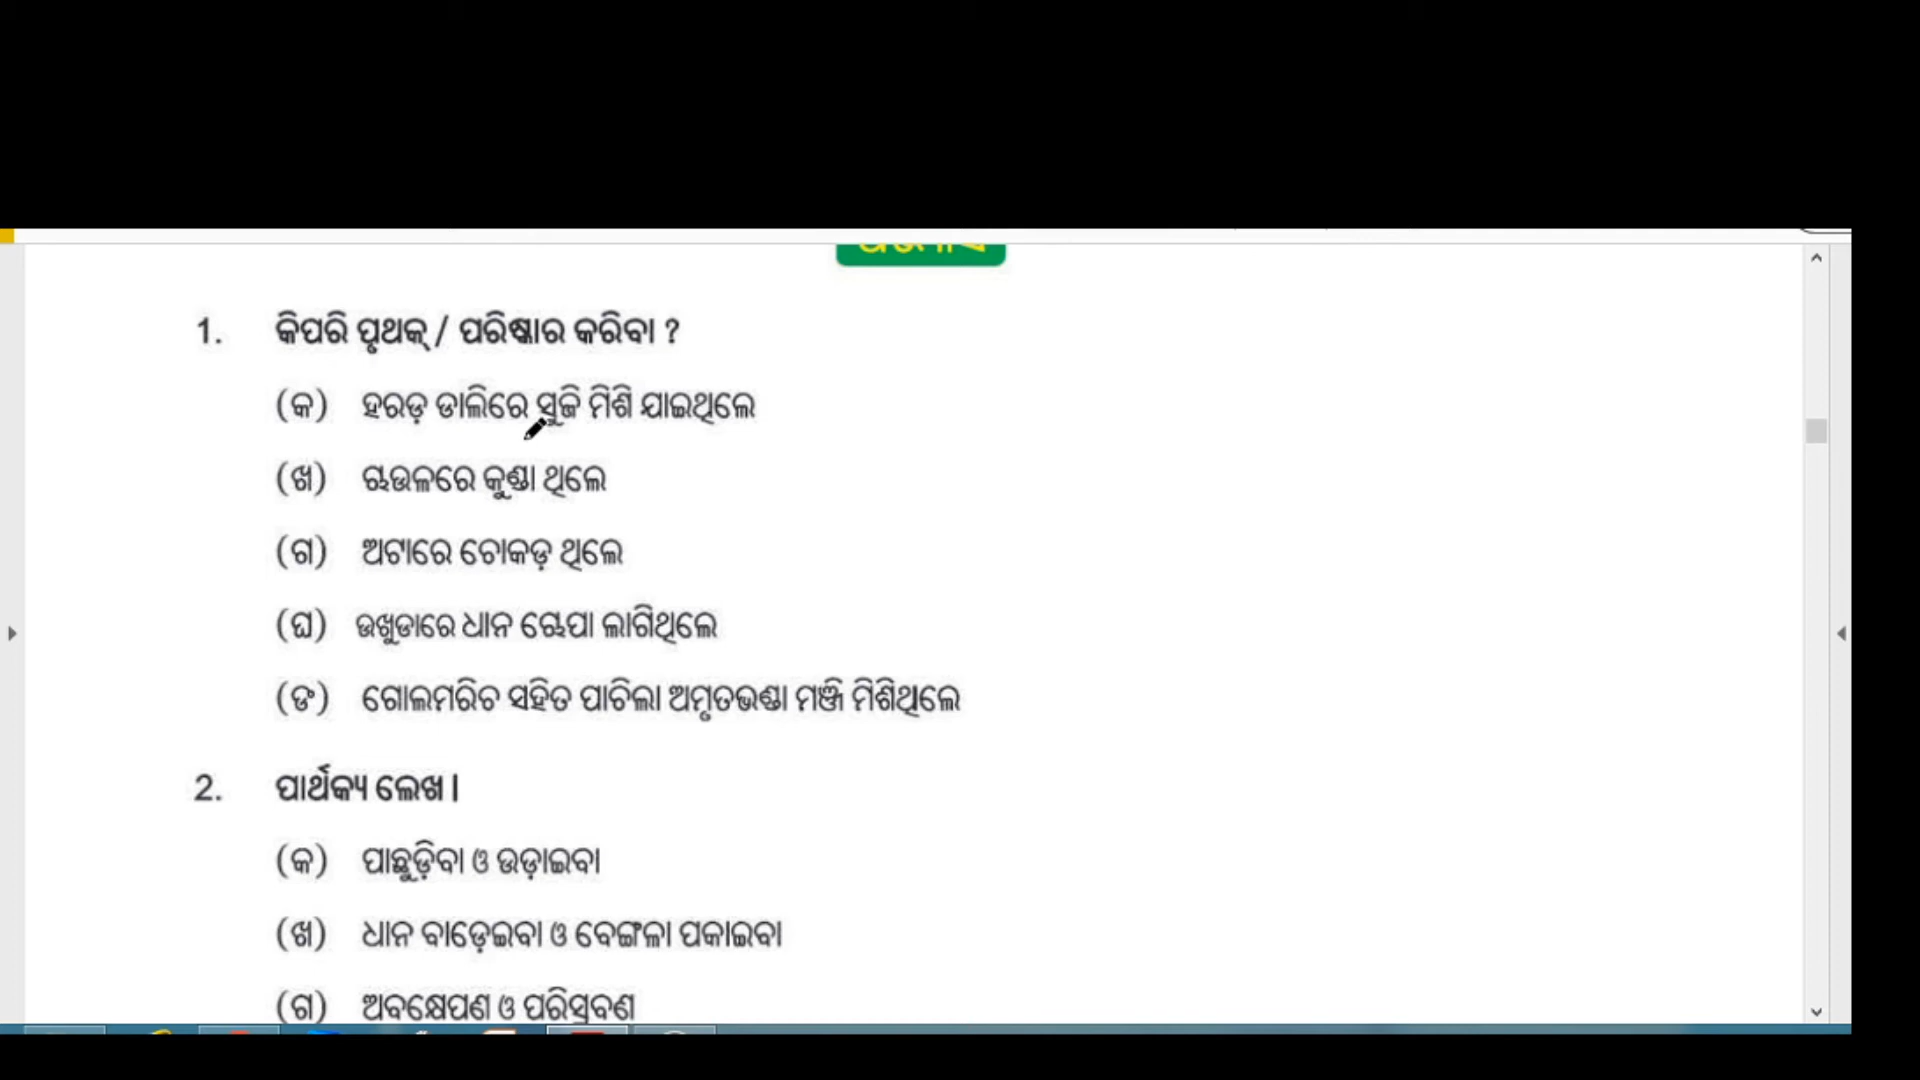 1. କିପରି ପୃଥକ୍ / ପରିଷ୍କାର କରିବା ?
(କ) ହରଡ଼ ଡାଲିରେ ସୁଜି ମିଶି ଯାଇଥିଲେ
(ଖ) ଚାଉଳରେ କୁଣ୍ଡା ଥିଲେ
(ଗ) ଅଟାରେ ଚୋକଡ଼ ଥିଲେ
(ଘ) ଉଖୁଡାରେ ଧାନ ଚୋପା ଲାଗିଥିଲେ
(ଙ) ଗୋଲମରିଚ ସହିତ ପାଚିଲା ଅମୃତଭଣ୍ଡା ମଞ୍ଜି ମିଶିଥିଲେ
2. ପାର୍ଥକ୍ୟ ଲେଖ ।
(କ) ପାଛୁଡ଼ିବା ଓ ଉଡ଼ାଇବା
(ଖ) ଧାନ ବାଡ଼େଇବା ଓ ବେଙ୍ଗଳା ପକାଇବା
(ଗ) ଅବକ୍ଷେପଣ ଓ ପରିସ୍ରବଣ